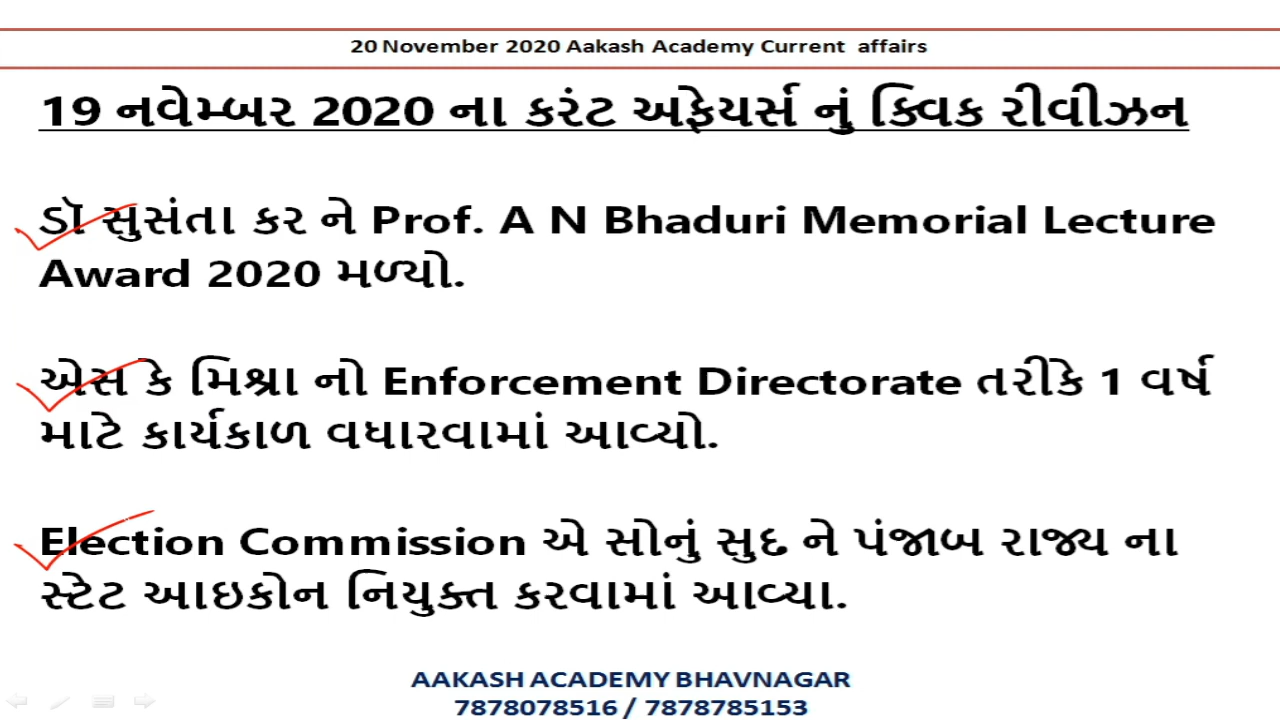 20 November 2020 Aakash Academy Current affairs
19 નવેમ્બર 2020 ના કરંટ અફેયર્સ નું ક્વિક રીવીઝન
ડૉ સુસંતા કર ને Prof. A N Bhaduri Memorial Lecture
Award 2020 મળ્યો.
એસ કે મિશ્રા નો Enforcement Directorate તરીકે 1 વર્ષ
માટે કાર્યકાળ વધારવામાં આવ્યો.
Election Commission એ સોનું સુદ ને પંજાબ રાજ્ય ના
સ્ટેટ આઇકોન નિયુક્ત કરવામાં આવ્યા.
AAKASH ACADEMY BHAVNAGAR
7878078516 / 7878785153